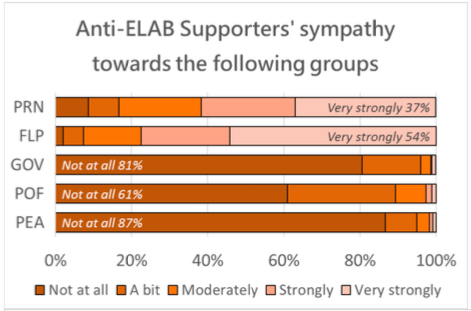 Anti-ELAB Supporters' sympathy
towards the following groups
PRN
Very strongly 37%
FLP
Very strongly 54%
GOV
Not at all 81%
POF
Not at all 61%
PEA
Not at all 87%
0% 20% 40% 60% 80% 100%
Not at all A bit Moderately Strongly Very strongly